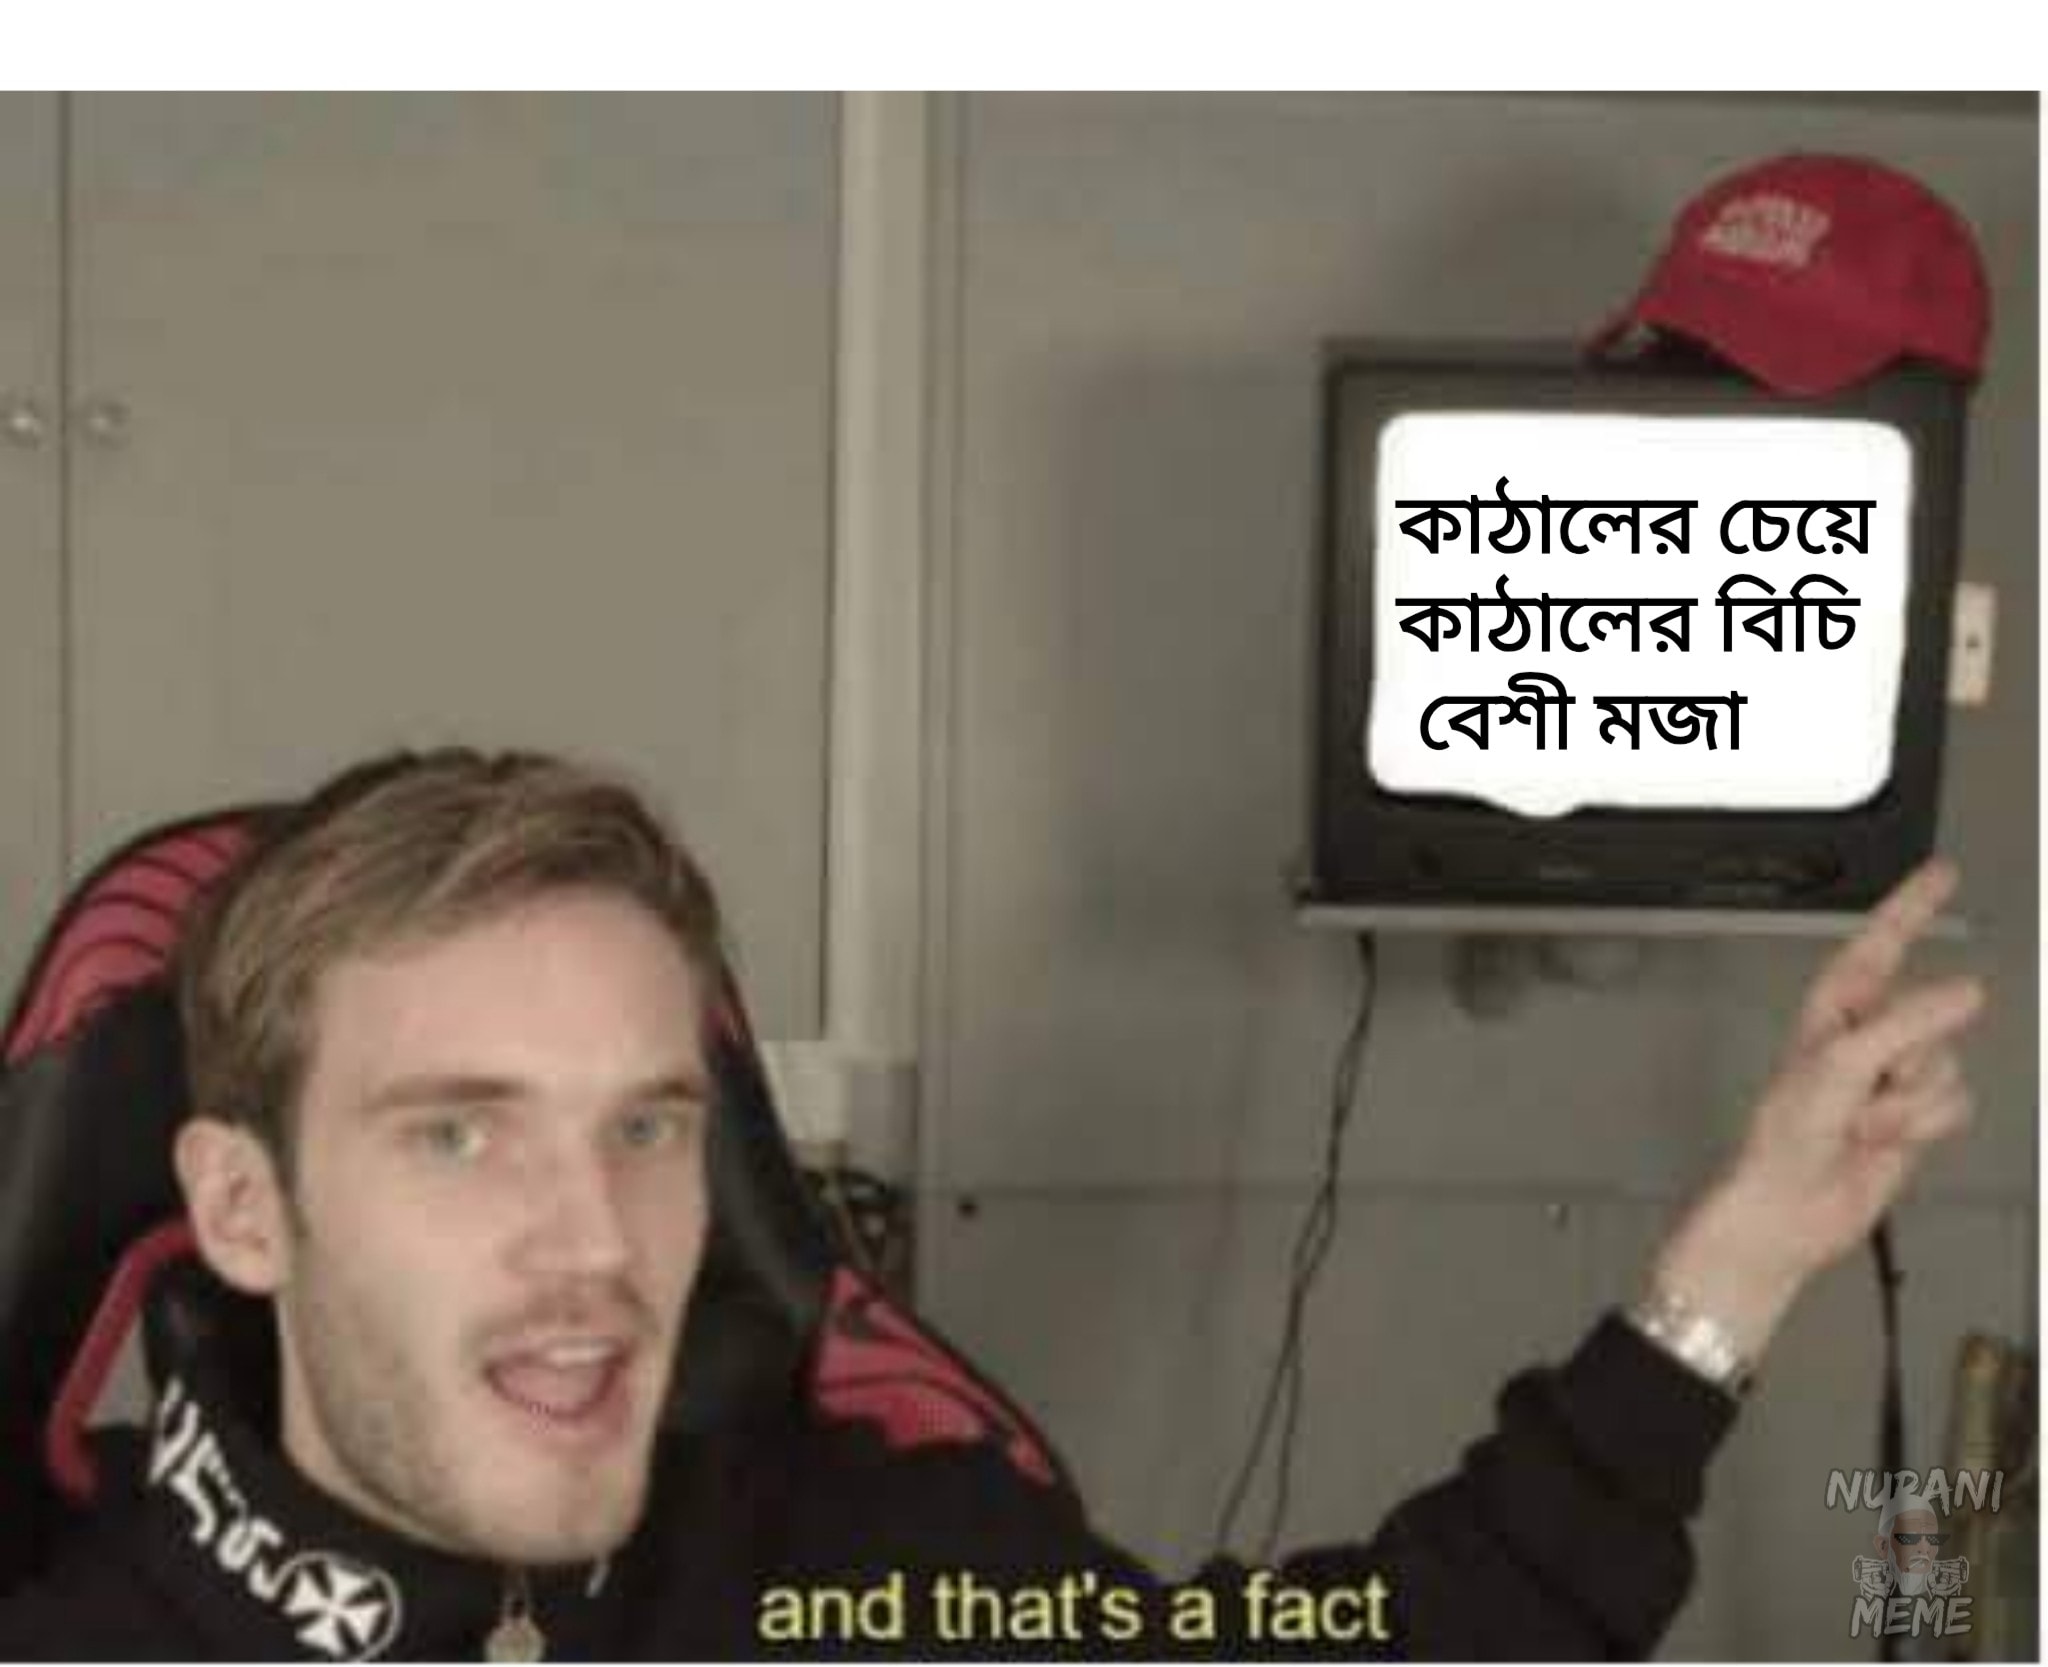 কাঠালের চেয়ে
কাঠালের বিচি
বেশী মজা
and that's a fact
NURANI
MEME